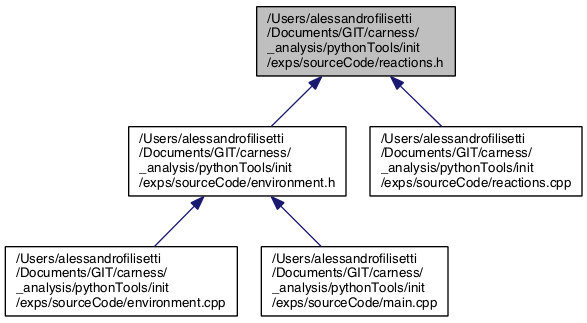 /Users/alessandrofilisetti
/Documents/GIT/carness/
_analysis/pythonTools/init
/exps/sourceCode/reactions.h
/Users/alessandrofilisetti
/Documents/GIT/carness/
_analysis/pythonTools/init
/exps/sourceCode/environment.h
/Users/alessandrofilisetti
/Documents/GIT/carness/
_analysis/pythonTools/init
/exps/sourceCode/reactions.cpp
/Users/alessandrofilisetti
/Documents/GIT/carness/
_analysis/pythonTools/init
/exps/sourceCode/environment.cpp
/Users/alessandrofilisetti
/Documents/GIT/carness/
_analysis/pythonTools/init
/exps/sourceCode/main.cpp